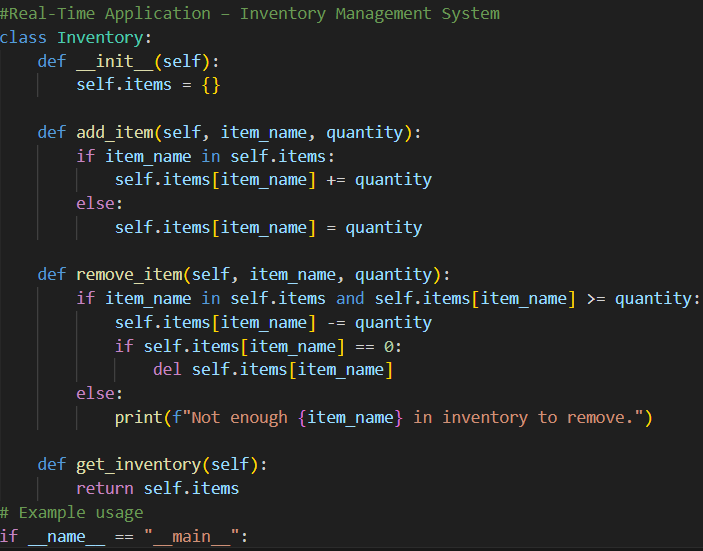 #Real-Time Application – Inventory Management System
class Inventory:
    def __init__(self):
        self.items = {}

    def add_item(self, item_name, quantity):
        if item_name in self.items:
            self.items[item_name] += quantity
        else:
            self.items[item_name] = quantity

    def remove_item(self, item_name, quantity):
        if item_name in self.items and self.items[item_name] >= quantity:
            self.items[item_name] -= quantity
            if self.items[item_name] == 0:
                del self.items[item_name]
        else:
            print(f"Not enough {item_name} in inventory to remove.")

    def get_inventory(self):
        return self.items
# Example usage
if __name__ == "__main__":